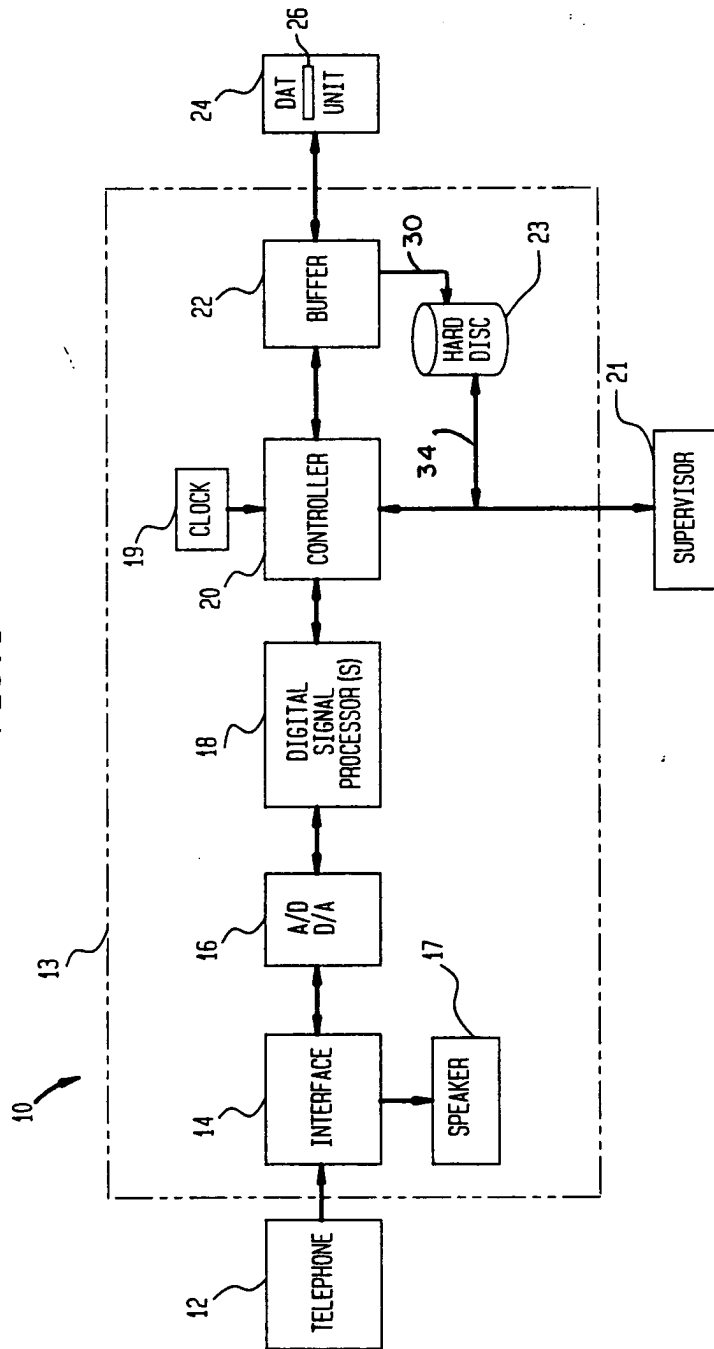 10
13
12
TELEPHONE
14
INTERFACE
17
SPEAKER
16
A/D
D/A
18
DIGITAL
SIGNAL
PROCESSOR(S)
19
CLOCK
20
CONTROLLER
22
BUFFER
24
DAT
UNIT
26
30
HARD
DISC
23
34
21
SUPERVISOR